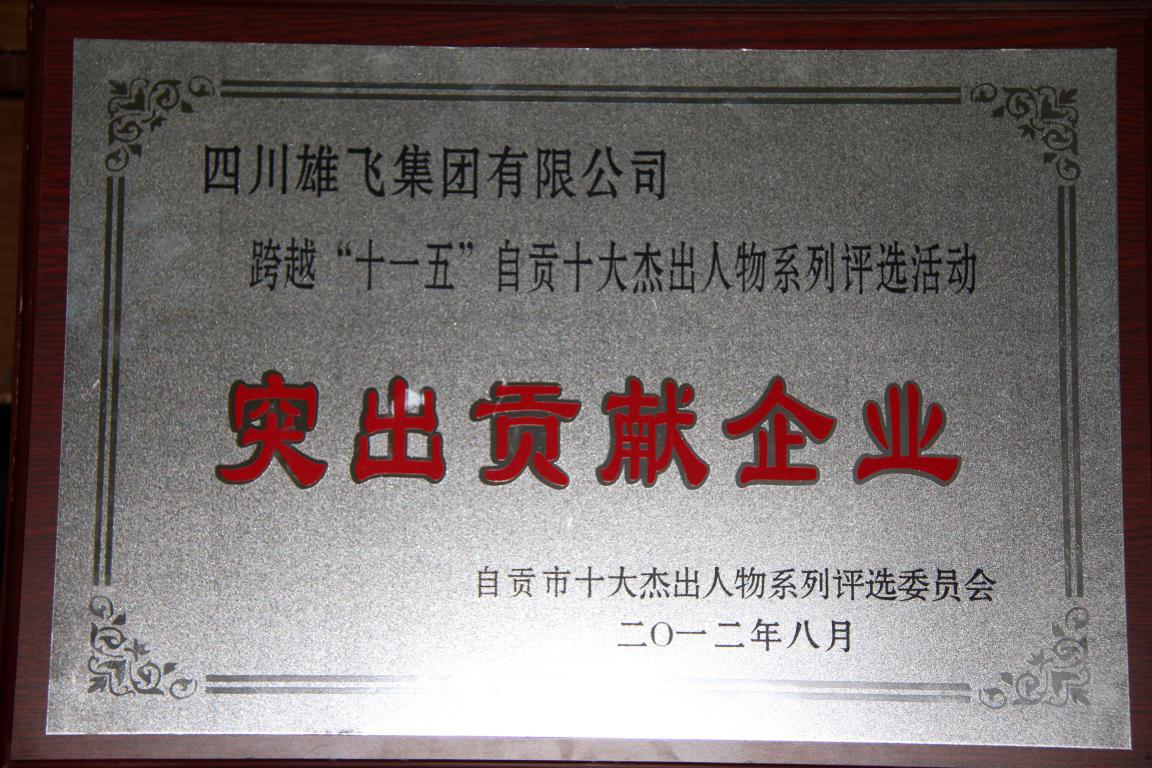 四川雄飞集团有限公司
跨越“十一五”自贡十大杰出人物系列评选活动
突出贡献企业
自贡市十大杰出人物系列评选委员会
二〇一二年八月